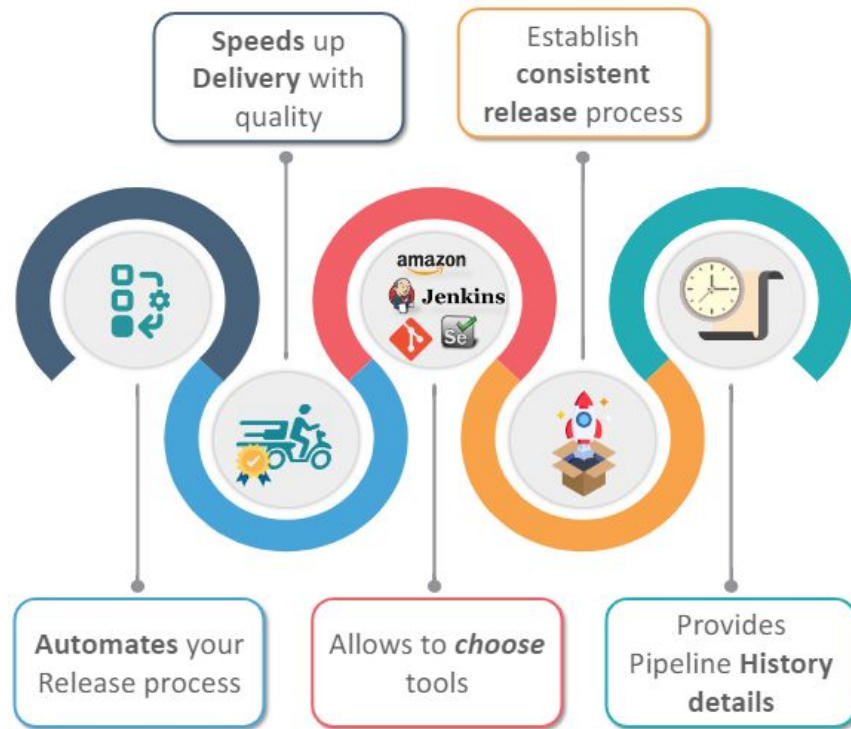 Speeds up
Delivery with
quality
Establish
consistent
release process
amazon
Jenkins
Se
Automates your
Release process
Allows to choose
tools
Provides
Pipeline History
details